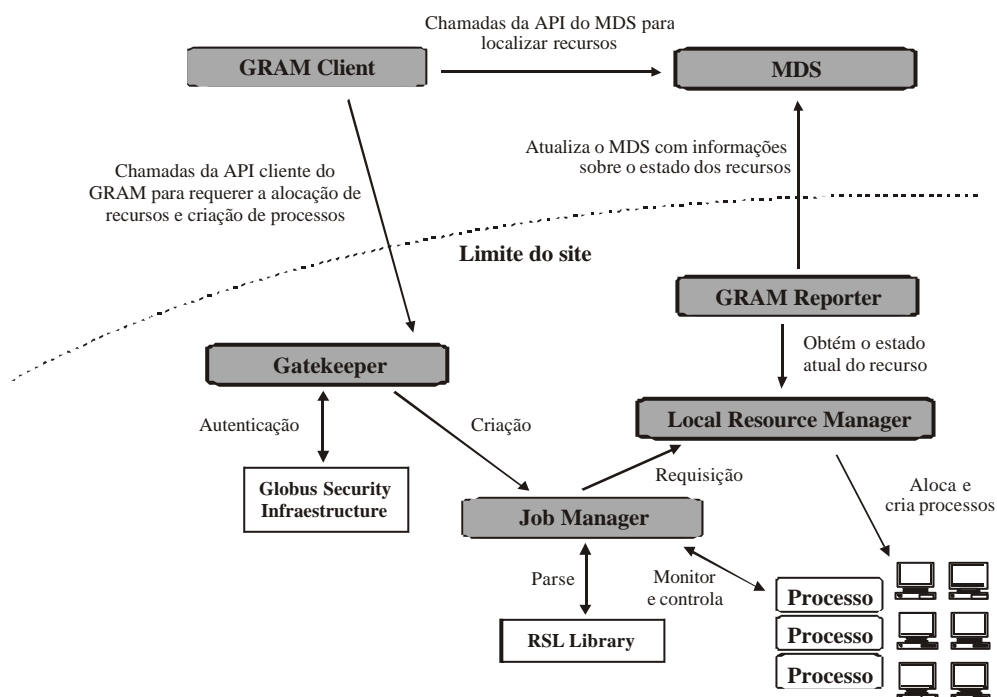 Chamadas da API do MDS para
localizar recursos
GRAM Client
MDS
Atualiza o MDS com informações
sobre o estado dos recursos
Chamadas da API cliente do
GRAM para requerer a alocação de
recursos e criação de processos
Limite do site
GRAM Reporter
Obtém o estado
atual do recurso
Gatekeeper
Local Resource Manager
Autenticação
Criação
Requisição
Globus Security
Infraestructure
Aloca e
cria processos
Job Manager
Parse
Monitor
e controla
Processo
RSL Library
Processo
Processo